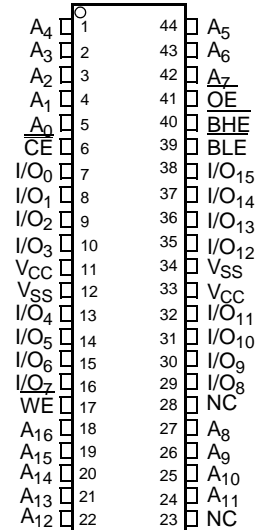 A4 1 44 A5
A3 2 43 A6
A2 3 42 A7
A1 4 41 OE
A0 5 40 BHE
CE 6 39 BLE
I/O0 7 38 I/O15
I/O1 8 37 I/O14
I/O2 9 36 I/O13
I/O3 10 35 I/O12
VCC 11 34 VSS
VSS 12 33 VCC
I/O4 13 32 I/O11
I/O5 14 31 I/O10
I/O6 15 30 I/O9
I/O7 16 29 I/O8
WE 17 28 NC
A16 18 27 A8
A15 19 26 A9
A14 20 25 A10
A13 21 24 A11
A12 22 23 NC